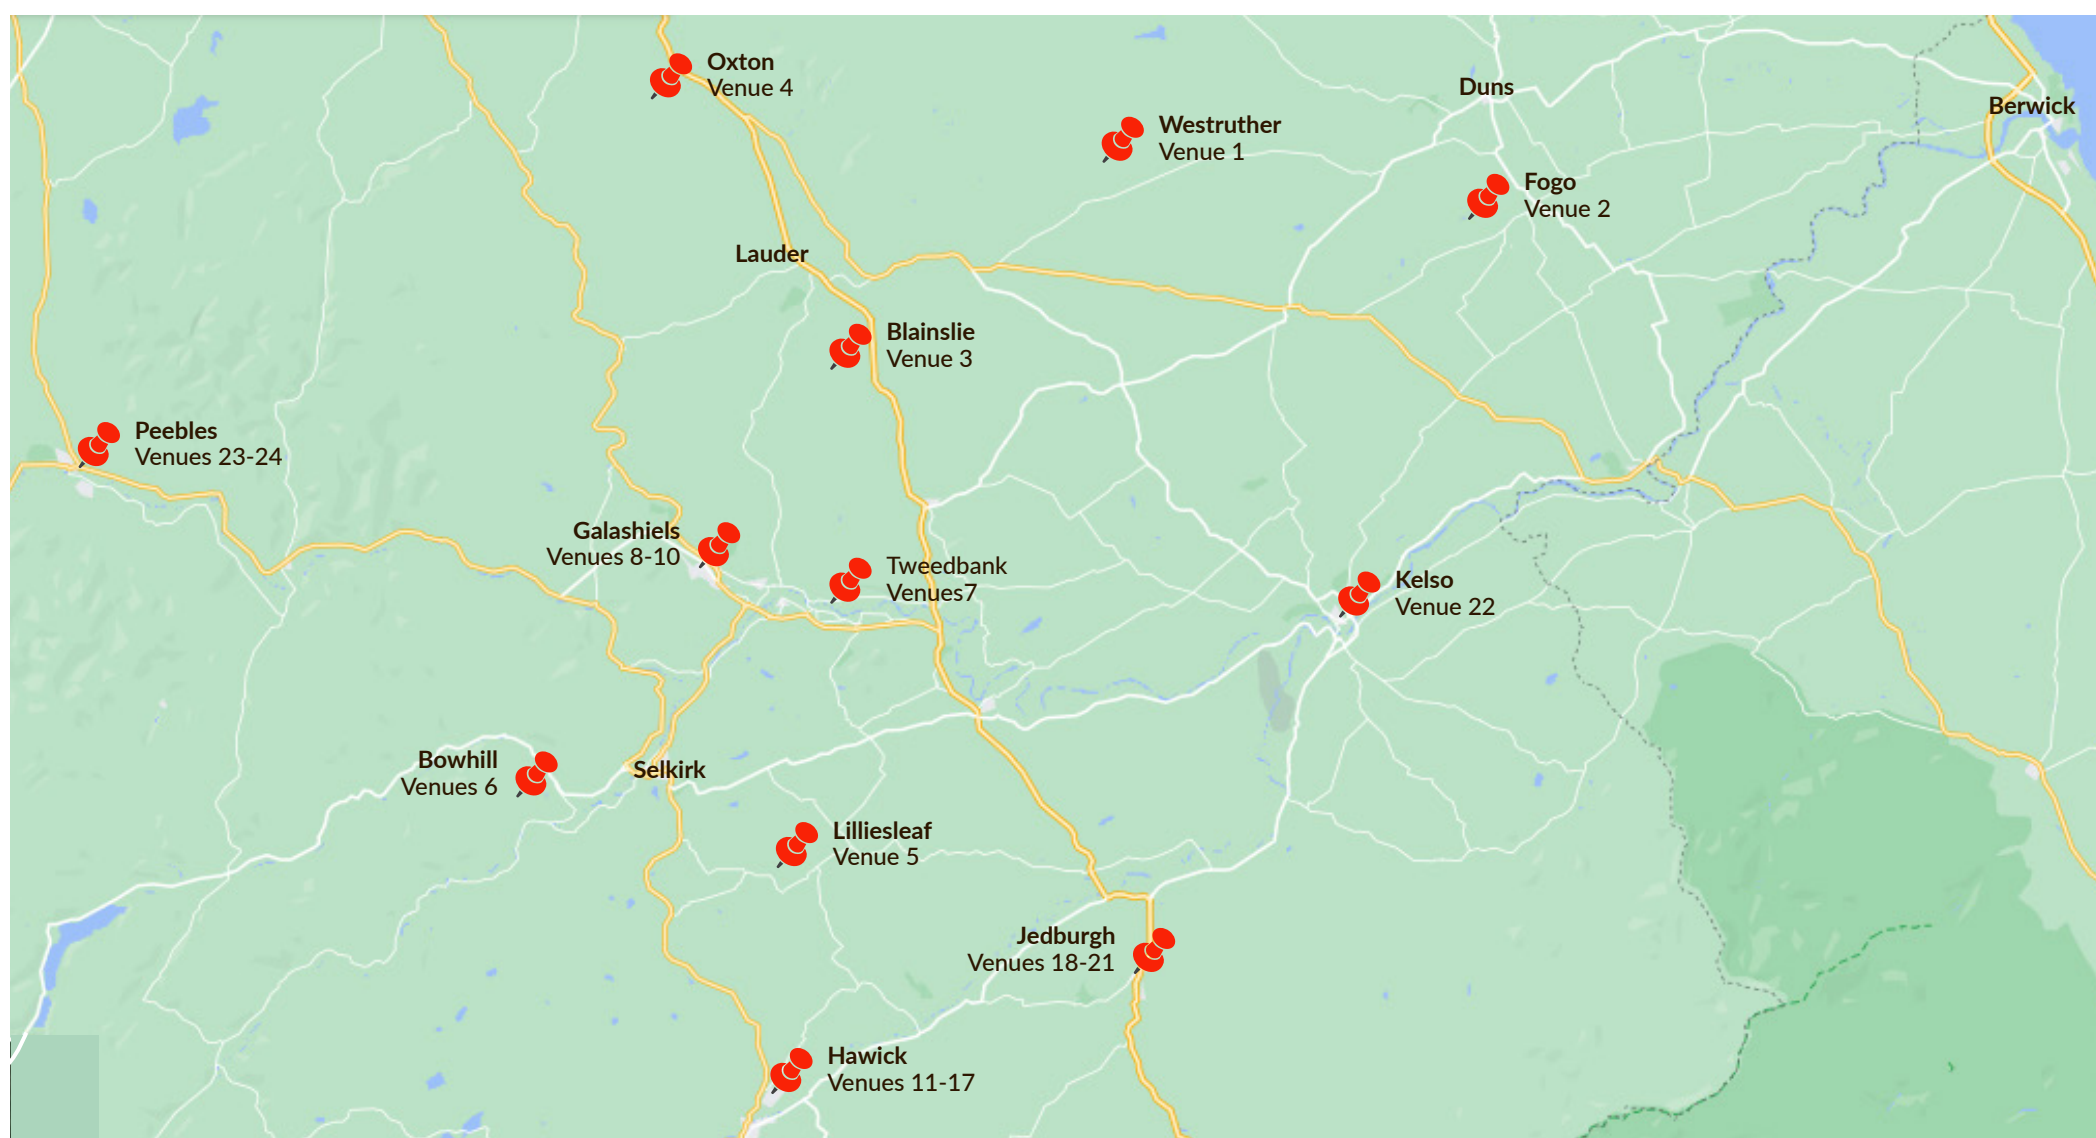 Oxton
Venue 4
Duns
Berwick
Westruther
Venue 1
Fogo
Venue 2
Lauder
Blainslie
Venue 3
Peebles
Venues 23-24
Galashiels
Venues 8-10
Tweedbank
Venues7
Kelso
Venue 22
Bowhill
Venues 6
Selkirk
Lilliesleaf
Venue 5
Jedburgh
Venues 18-21
Hawick
Venues 11-17